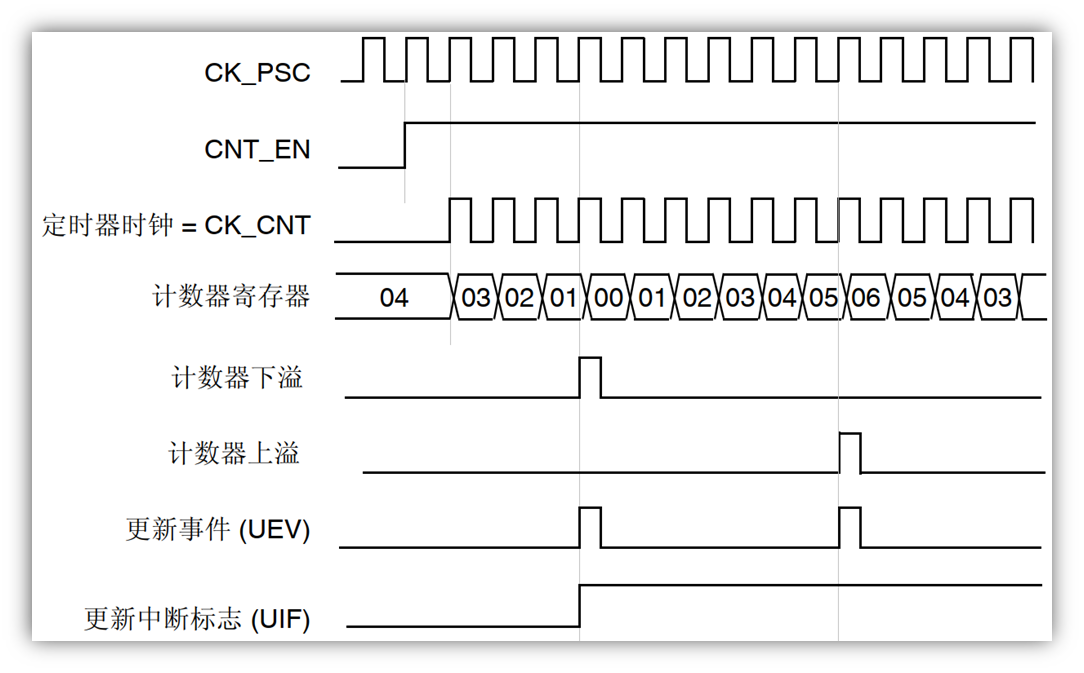 CK_PSC
CNT_EN
定时器时钟 = CK_CNT
计数器寄存器 04 03 02 01 00 01 02 03 04 05 06 05 04 03
计数器下溢
计数器上溢
更新事件 (UEV)
更新中断标志 (UIF)